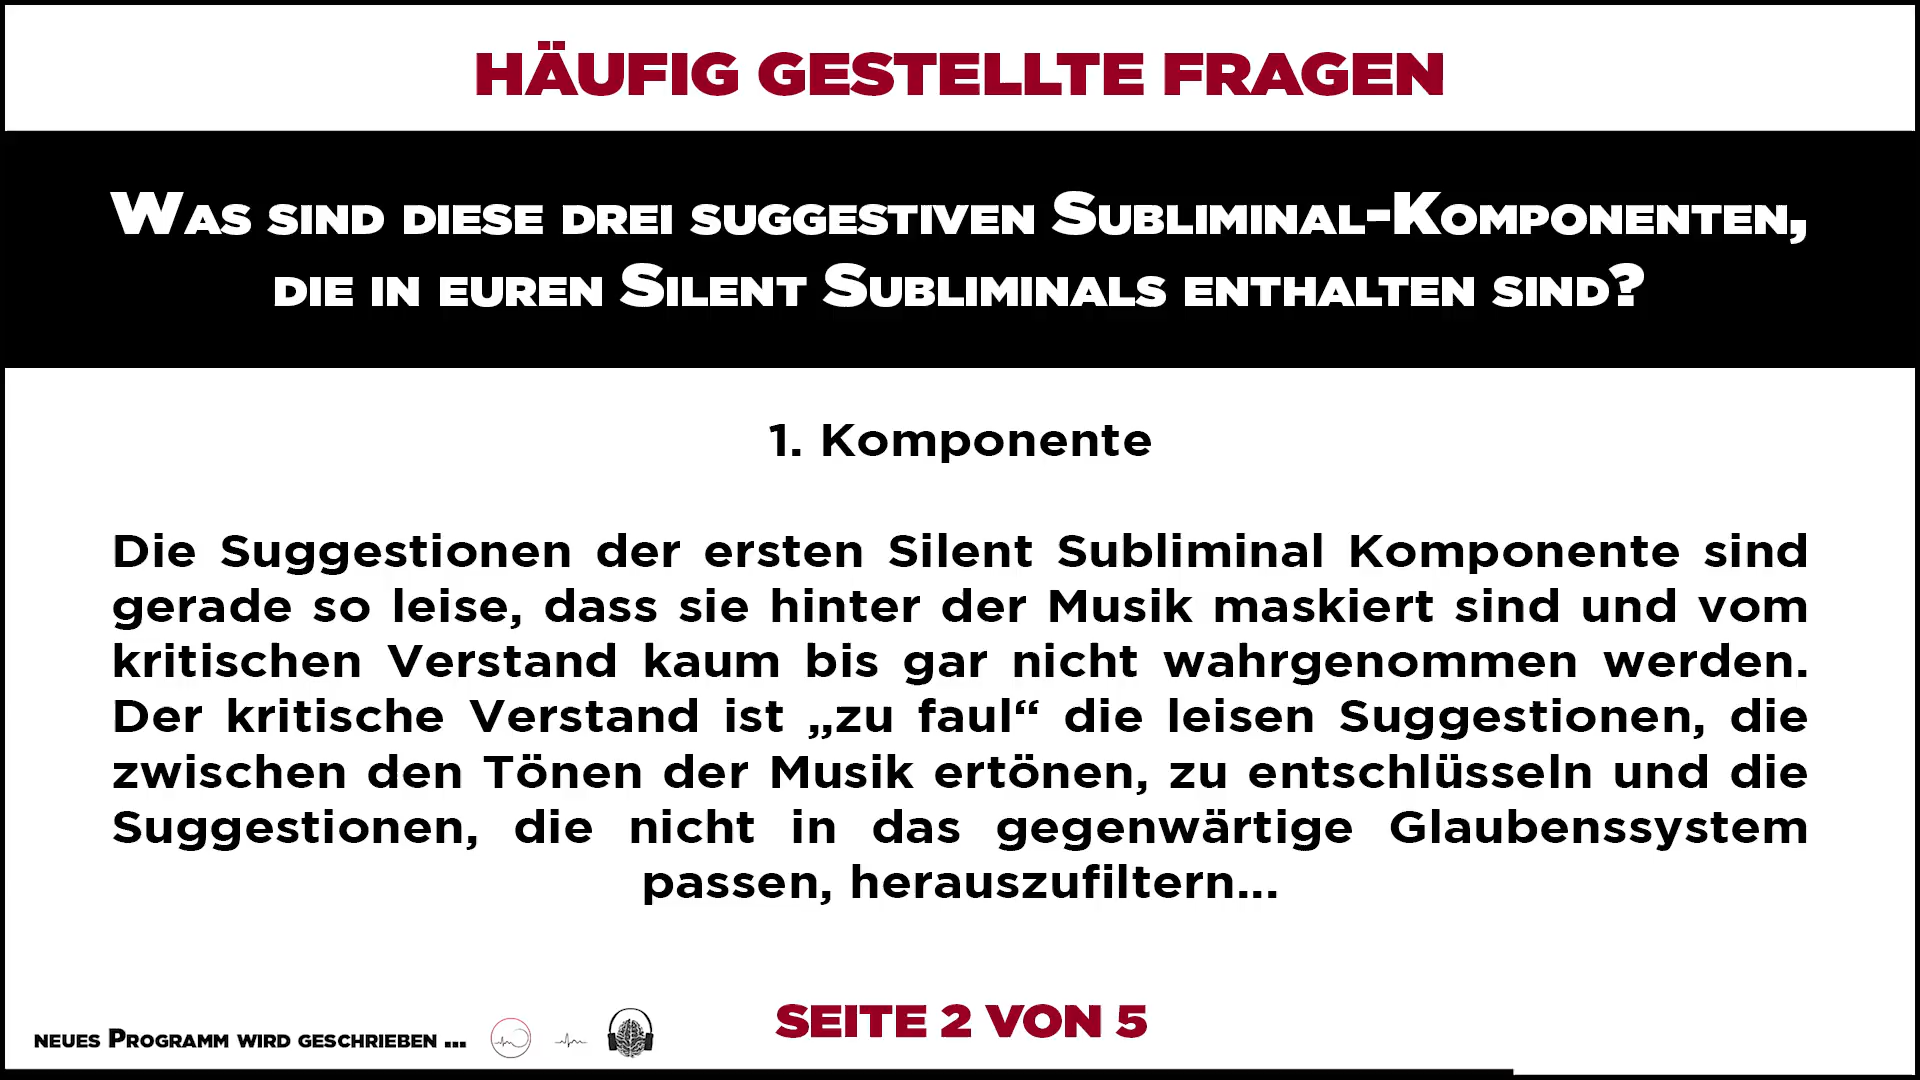 HÄUFIG GESTELLTE FRAGEN
Was sind diese drei suggestiven Subliminal-Komponenten,
die in euren Silent Subliminals enthalten sind?
1. Komponente
Die Suggestionen der ersten Silent Subliminal Komponente sind
gerade so leise, dass sie hinter der Musik maskiert sind und vom
kritischen Verstand kaum bis gar nicht wahrgenommen werden.
Der kritische Verstand ist „zu faul“ die leisen Suggestionen, die
zwischen den Tönen der Musik ertönen, zu entschlüsseln und die
Suggestionen, die nicht in das gegenwärtige Glaubenssystem
passen, herauszufiltern...
neues Programm wird geschrieben ...
SEITE 2 VON 5